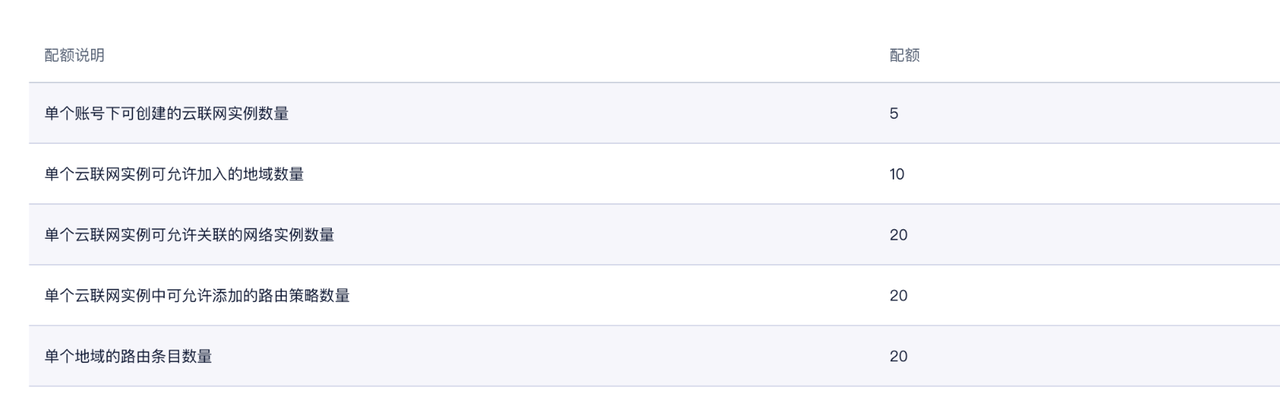 配额说明 配额
单个账号下可创建的云联网实例数量 5
单个云联网实例可允许加入的地域数量 10
单个云联网实例可允许关联的网络实例数量 20
单个云联网实例中可允许添加的路由策略数量 20
单个地域的路由条目数量 20